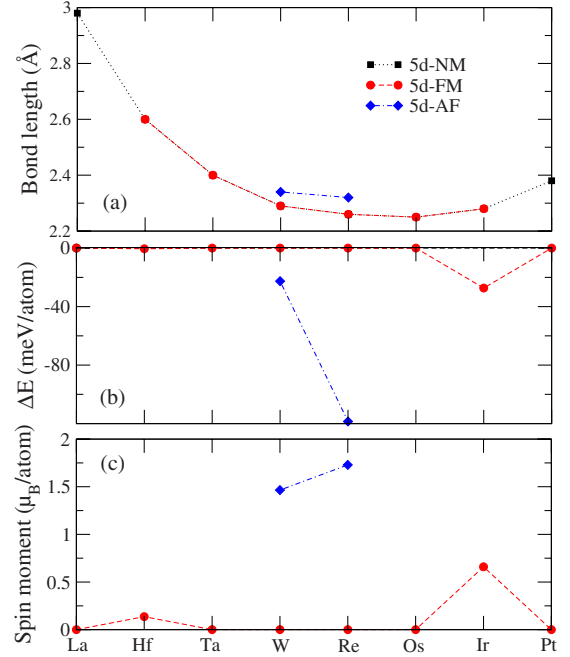 3
2.8
2.6
2.4
2.2
Bond length (Å)
5d-NM
5d-FM
5d-AF
(a)
0
-40
-80
ΔE (meV/atom)
(b)
2
1.5
1
0.5
0
Spin moment (μB/atom)
(c)
La Hf Ta W Re Os Ir Pt